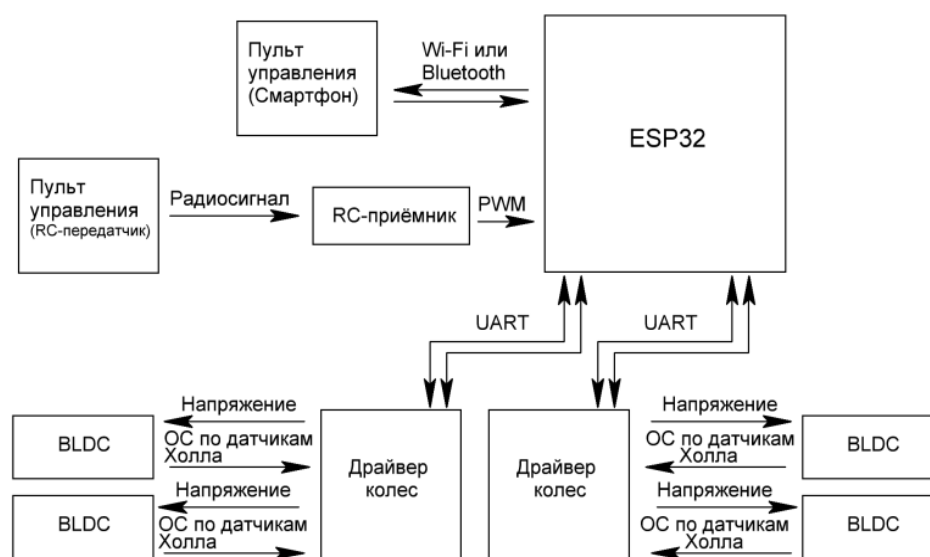 Пульт
управления
(Смартфон)
Wi-Fi или
Bluetooth
ESP32
Пульт
управления
(RC-передатчик)
Радиосигнал
RC-приёмник
PWM
UART
UART
BLDC
Напряжение
ОС по датчикам
Холла
BLDC
Напряжение
ОС по датчикам
Холла
Драйвер
колес
Драйвер
колес
Напряжение
ОС по датчикам
Холла
BLDC
Напряжение
ОС по датчикам
Холла
BLDC